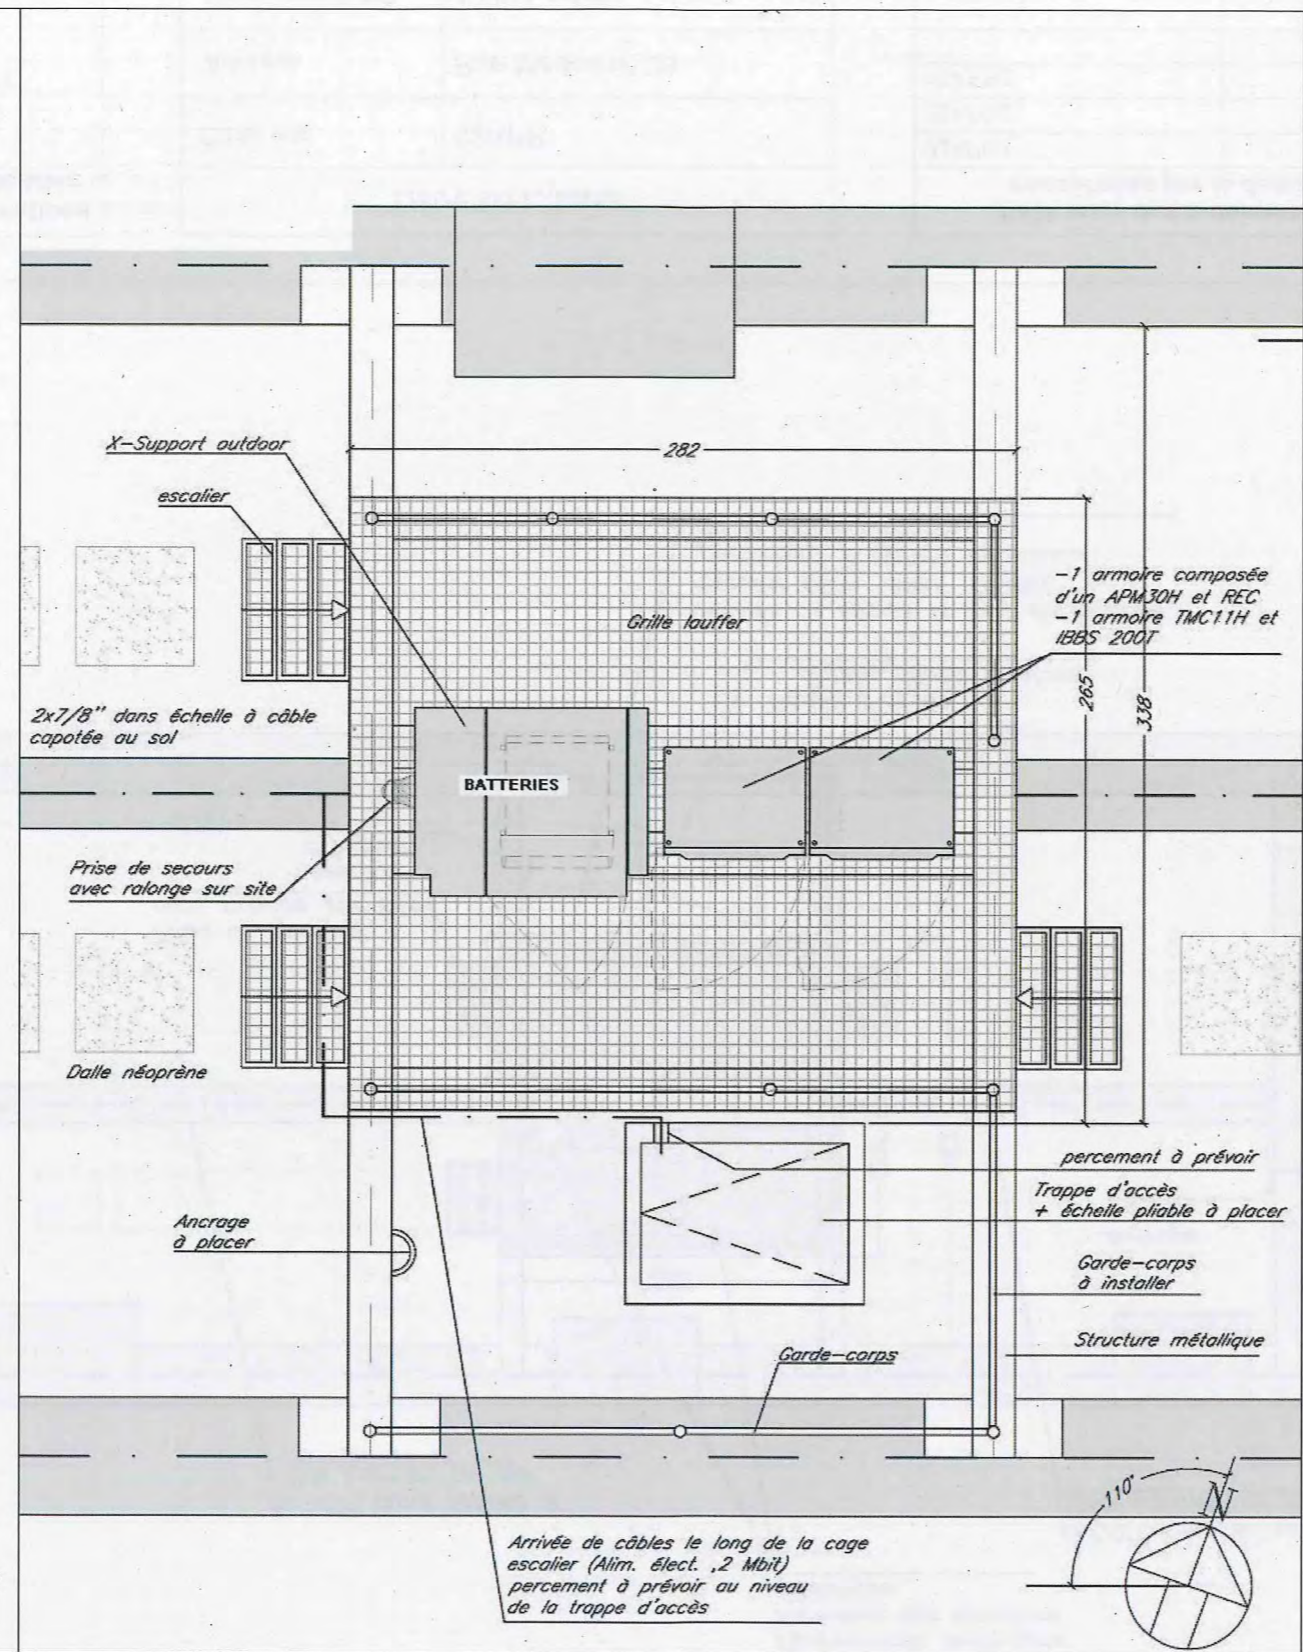 X-Support outdoor
282
escalier
-1 armoire composée
d'un APM30H et REC
-1 armoire TMC11H et
IBBS 200T
Grille lauffer
265
338
2x7/8" dans échelle à câble
capotée au sol
BATTERIES
Prise de secours
avec ralonge sur site
Dalle néoprène
percement à prévoir
Trappe d'accès
+ échelle pliable à placer
Ancrage
à placer
Garde-corps
à installer
Structure métallique
Garde-corps
110°
N
Arrivée de câbles le long de la cage
escalier (Alim. élect. ,2 Mbit)
percement à prévoir au niveau
de la trappe d'accès